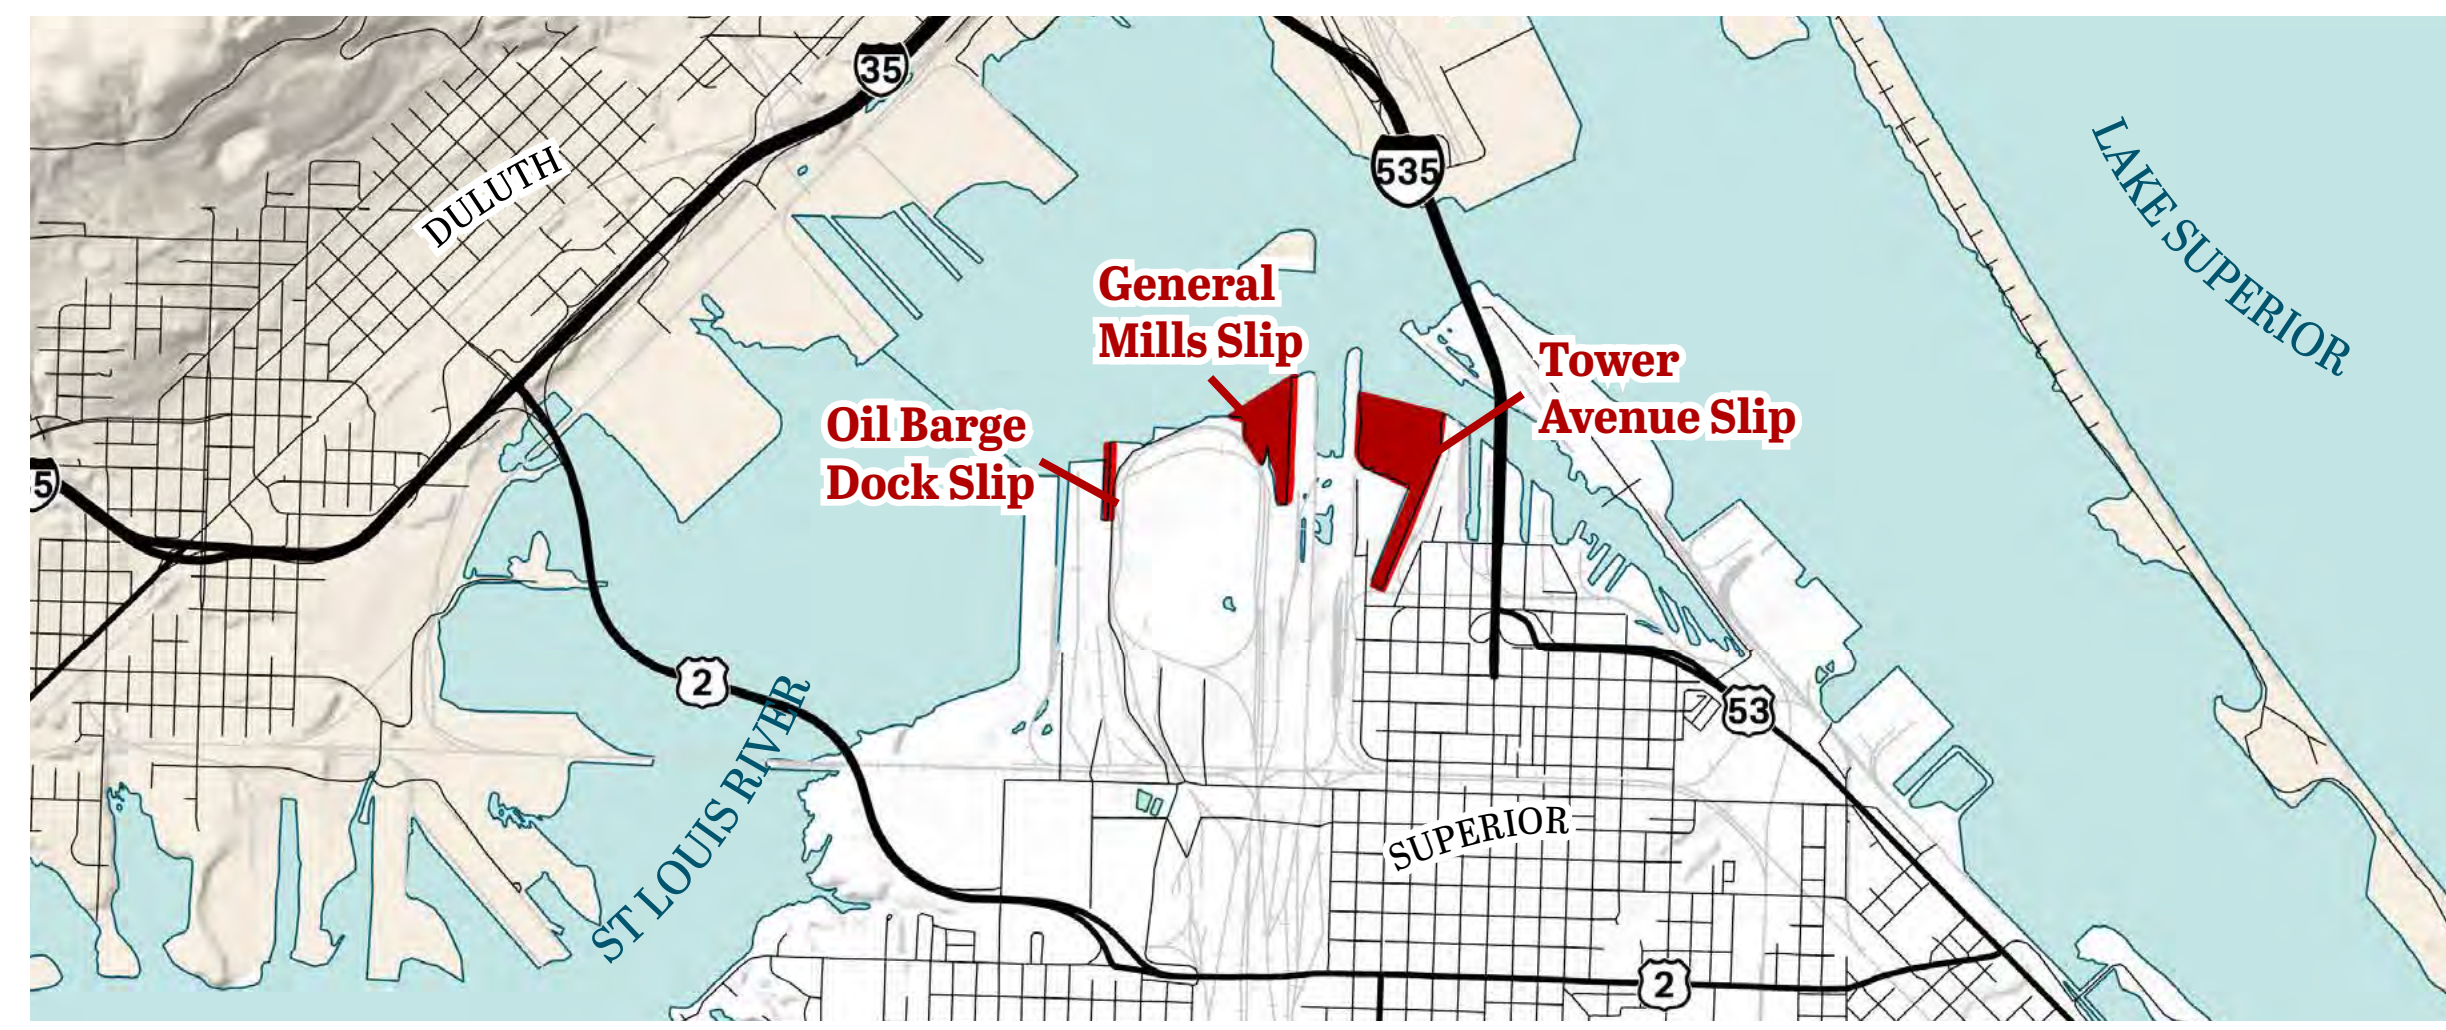 35
535
DULUTH
LAKE SUPERIOR
General
Mills Slip
Tower
Avenue Slip
Oil Barge
Dock Slip
5
2
53
ST LOUIS RIVER
SUPERIOR
2